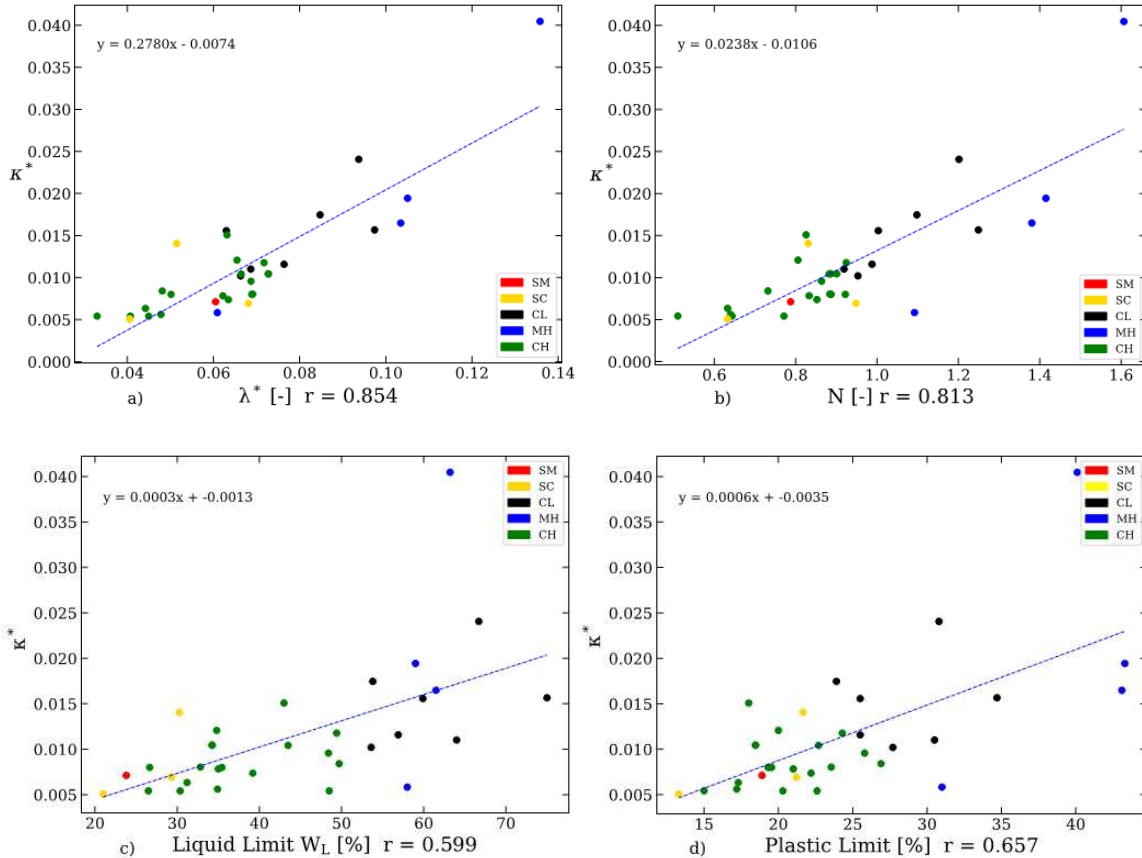 0.040
0.035
0.030
0.025
0.020
0.015
0.010
0.005
0.000
κ*
y = 0.2780x - 0.0074
SM
SC
CL
MH
CH
0.04 0.06 0.08 0.10 0.12 0.14
a) λ* [-] r = 0.854
0.040
0.035
0.030
0.025
0.020
0.015
0.010
0.005
0.000
κ*
y = 0.0238x - 0.0106
SM
SC
CL
MH
CH
0.6 0.8 1.0 1.2 1.4 1.6
b) N [-] r = 0.813
0.040
0.035
0.030
0.025
0.020
0.015
0.010
0.005
κ*
y = 0.0003x + -0.0013
SM
SC
CL
MH
CH
20 30 40 50 60 70
c) Liquid Limit W_L [%] r = 0.599
0.040
0.035
0.030
0.025
0.020
0.015
0.010
0.005
κ*
y = 0.0006x + -0.0035
SM
SC
CL
MH
CH
15 20 25 30 35 40
d) Plastic Limit [%] r = 0.657